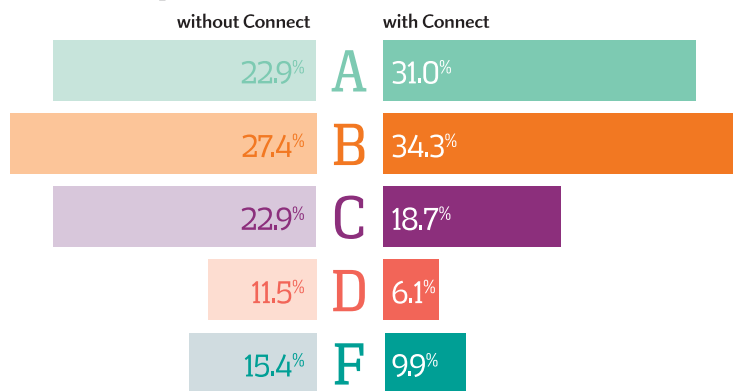 without Connect with Connect
22.9% A 31.0%
27.4% B 34.3%
22.9% C 18.7%
11.5% D 6.1%
15.4% F 9.9%